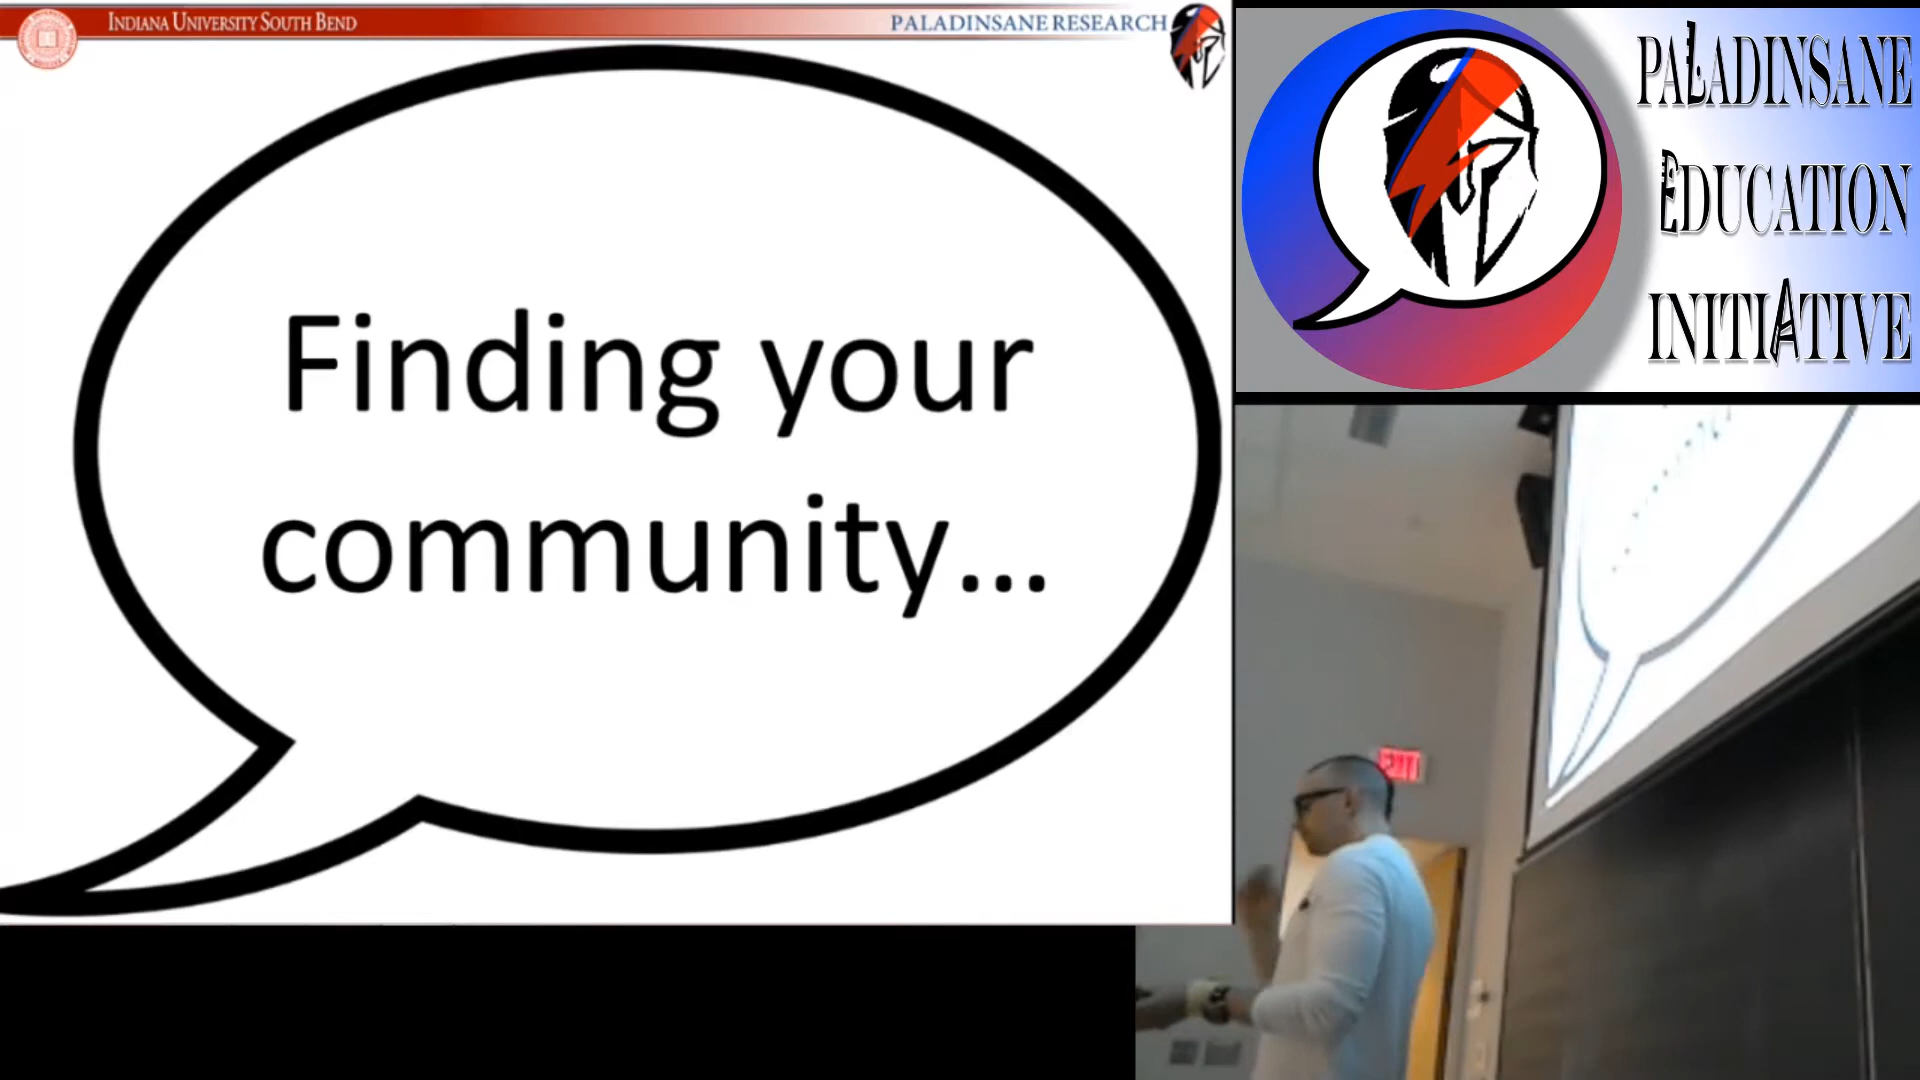 INDIANA UNIVERSITY SOUTH BEND
PALADINSANE RESEARCH
Finding your
community...
PALADINSANE
EDUCATION
INITIATIVE
EXIT